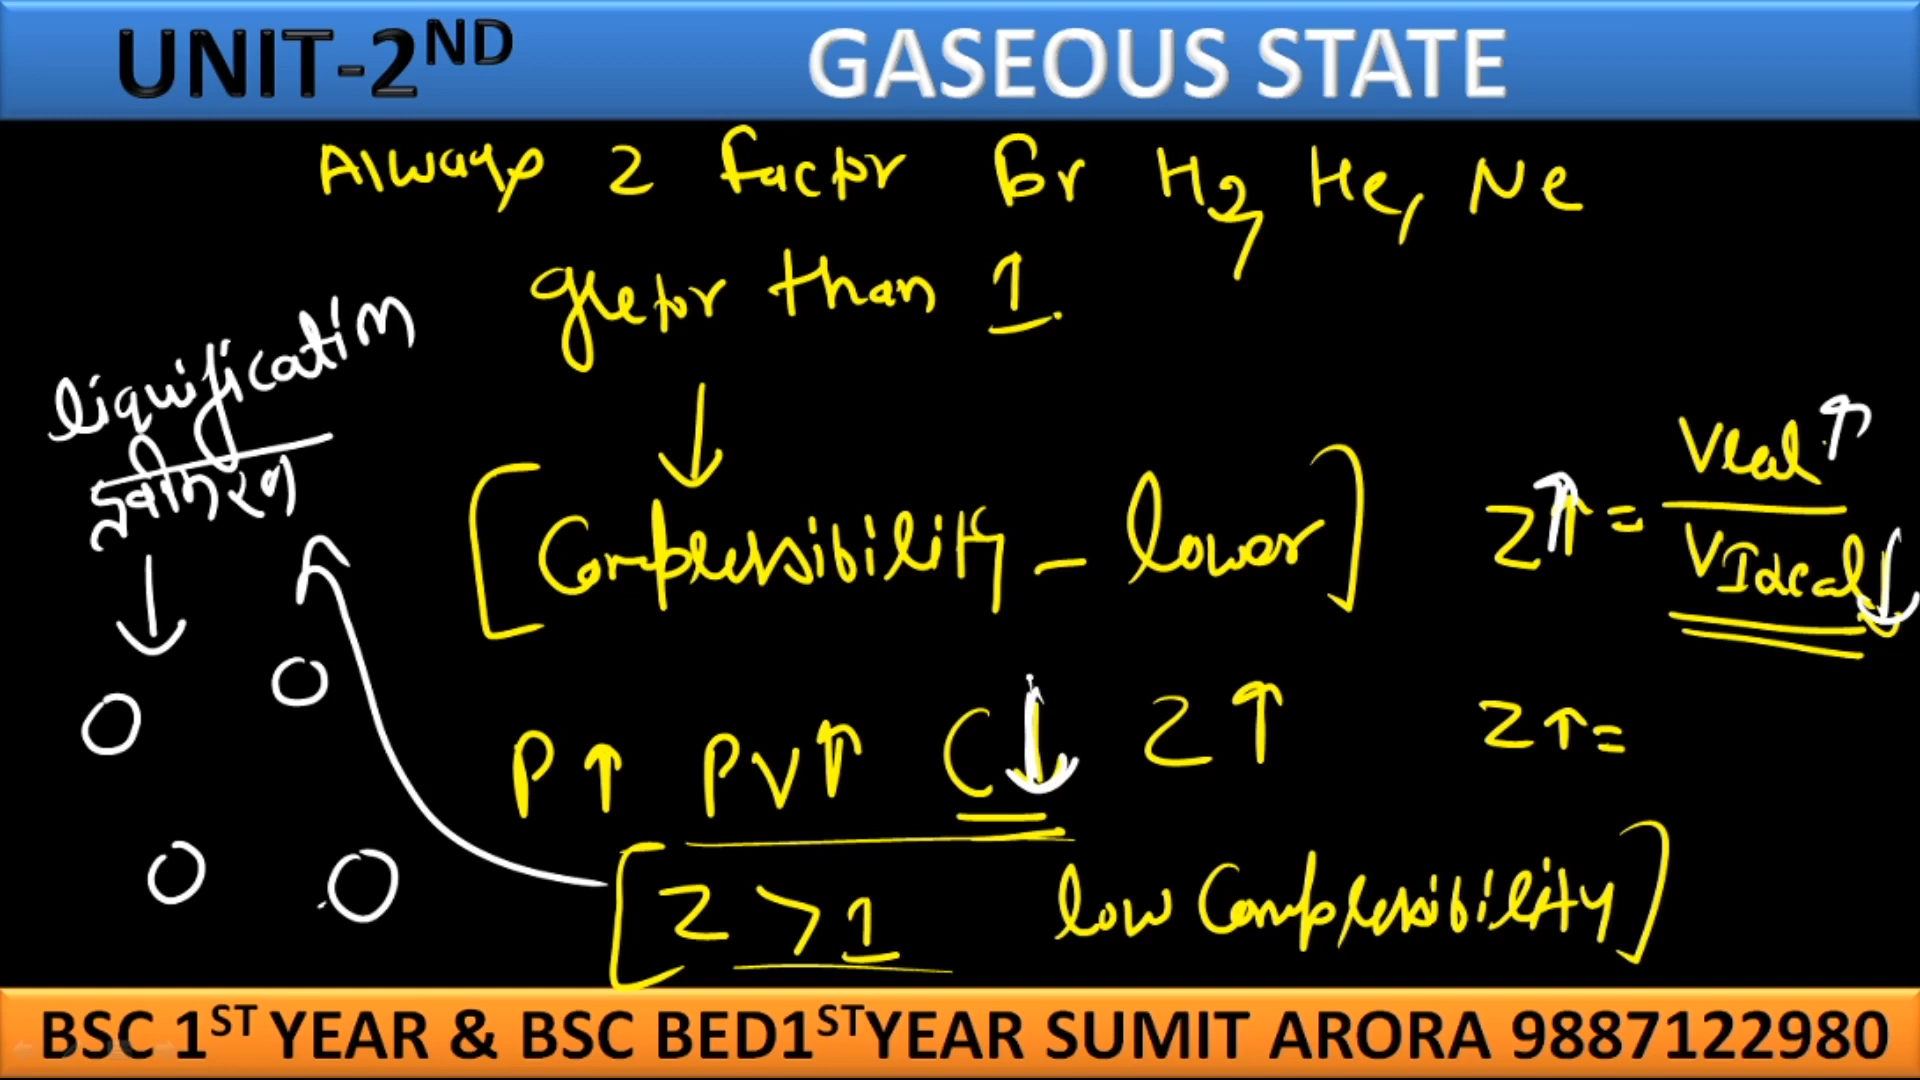 UNIT-2ND GASEOUS STATE
Always Z factor for H2, He, Ne
greter than 1.
liquification
द्रवीकरण
[Compressibility - lower]
Z↑ = Vreal↑ / VIdeal↓
P↑ PV↑ C↓ Z↑
Z↑ =
[Z > 1 low Compressibility]
BSC 1ST YEAR & BSC BED1STYEAR SUMIT ARORA 9887122980